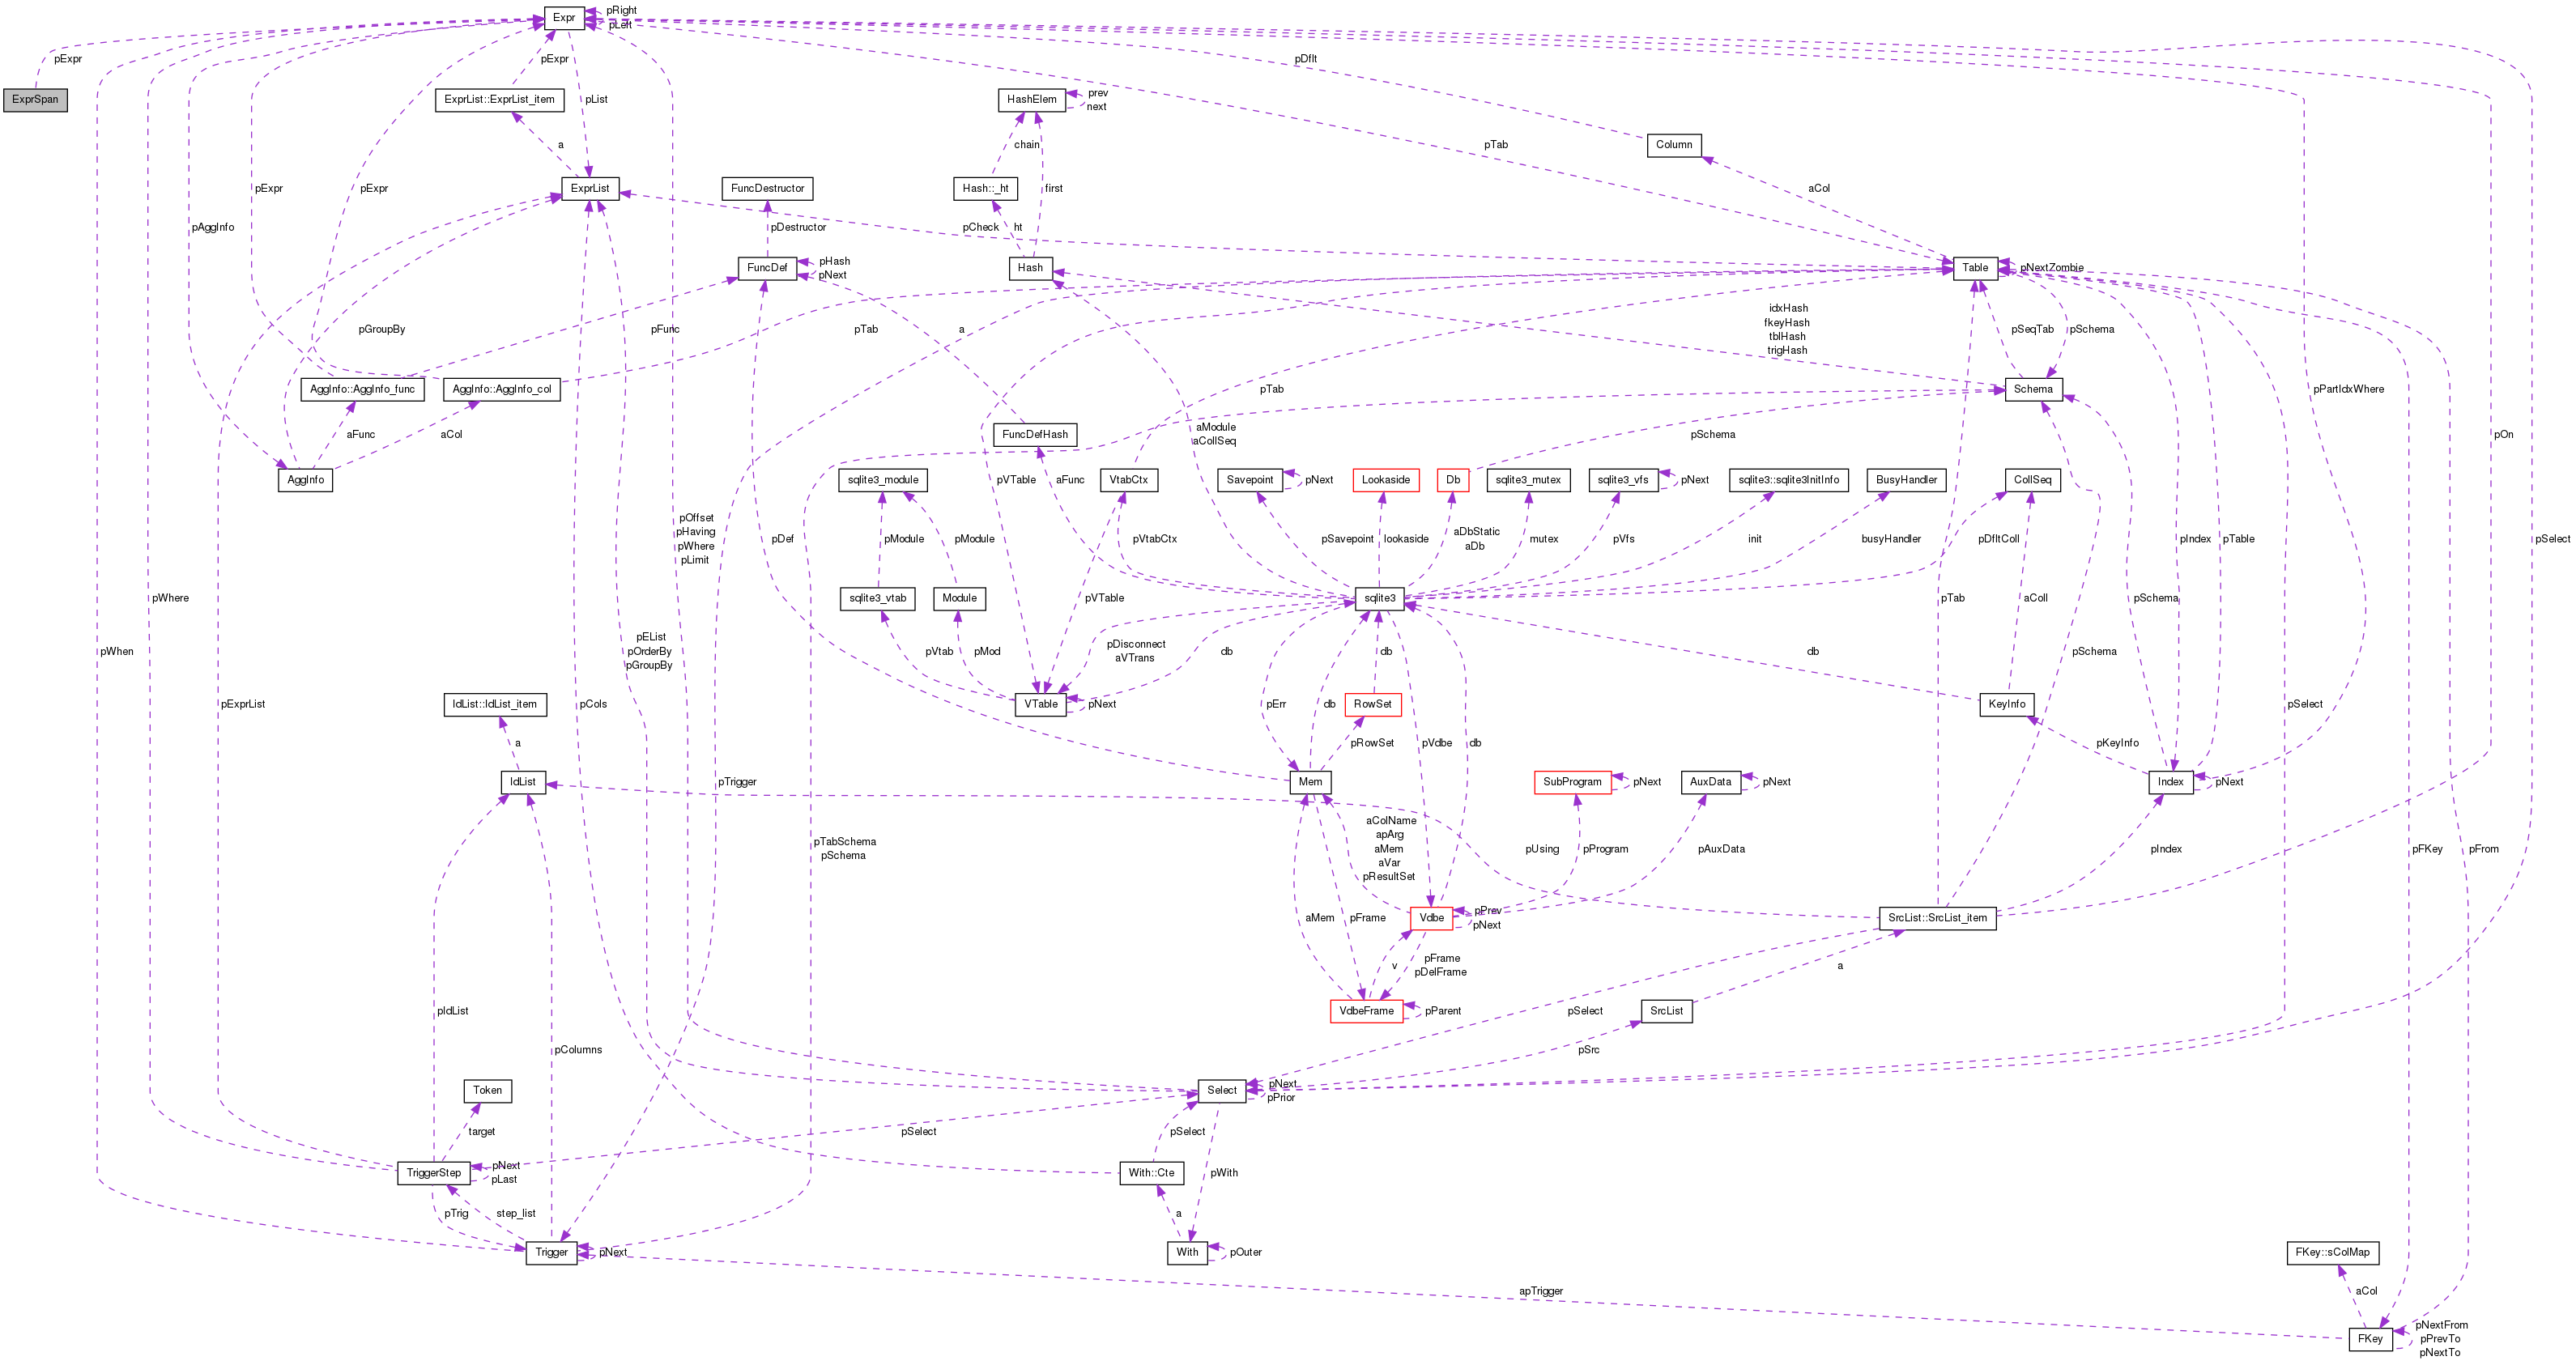 Expr
pRight
pLeft
pExpr
pExpr
pDflt
ExprSpan
ExprList::ExprList_item
pList
HashElem
prev
next
a
chain
Column
pTab
pExpr
pExpr
ExprList
FuncDestructor
Hash::_ht
first
aCol
pAggInfo
pDestructor
ht
pCheck
FuncDef
pHash
pNext
Hash
Table
pNextZombie
pGroupBy
pFunc
pTab
a
idxHash
fkeyHash
tblHash
trigHash
pSeqTab
pSchema
AggInfo::AggInfo_func
AggInfo::AggInfo_col
pTab
Schema
pPartIdxWhere
aFunc
aCol
FuncDefHash
aModule
aCollSeq
pSchema
pOn
AggInfo
sqlite3_module
pVTable
VtabCtx
aFunc
Savepoint
pNext
Lookaside
Db
sqlite3_mutex
sqlite3_vfs
pNext
sqlite3::sqlite3InitInfo
BusyHandler
CollSeq
pOffset
pHaving
pWhere
pLimit
pDef
pModule
pModule
pVtabCtx
pSavepoint
lookaside
aDbStatic
aDb
mutex
pVfs
init
busyHandler
pDfltColl
pIndex
pTable
pSelect
pWhere
sqlite3_vtab
Module
pVTable
sqlite3
pTab
aColl
pSchema
pWhen
pEList
pOrderBy
pGroupBy
pVtab
pMod
pDisconnect
aVTrans
db
db
db
pSchema
pExprList
pCols
IdList::IdList_item
VTable
pNext
pErr
db
RowSet
KeyInfo
pSelect
a
pRowSet
pVdbe
db
pKeyInfo
IdList
pTrigger
Mem
SubProgram
pNext
AuxData
pNext
Index
pNext
pTabSchema
pSchema
aColName
apArg
aMem
aVar
pResultSet
pUsing
pProgram
pAuxData
pIndex
pFKey
pFrom
aMem
pFrame
Vdbe
pPrev
pNext
SrcList::SrcList_item
v
pFrame
pDelFrame
a
pIdList
VdbeFrame
pParent
pSelect
SrcList
pColumns
pSrc
Token
Select
pNext
pPrior
target
pSelect
pSelect
TriggerStep
pNext
pLast
With::Cte
pWith
pTrig
step_list
a
Trigger
pNext
With
pOuter
FKey::sColMap
apTrigger
aCol
FKey
pNextFrom
pPrevTo
pNextTo